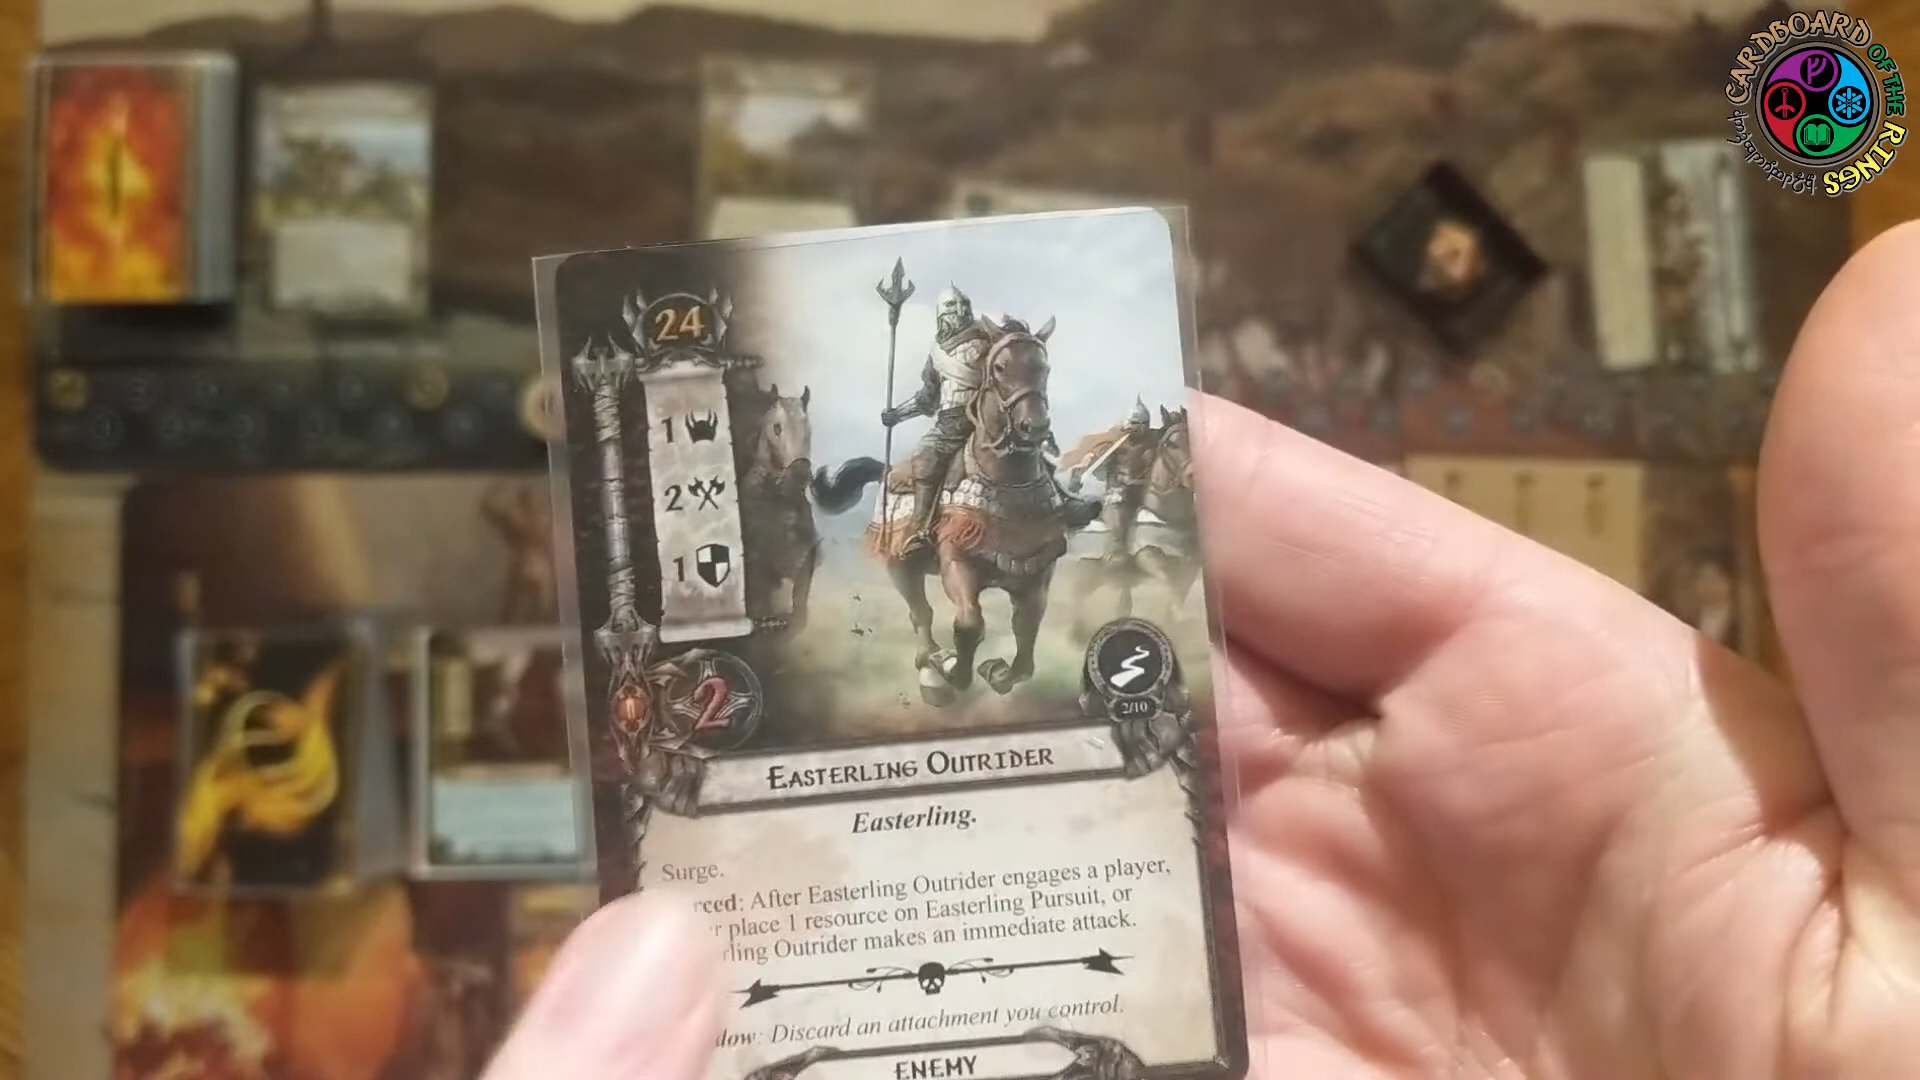 CARDBOARD OF THE RINGS
24
1
2
1
2
2/10
EASTERLING OUTRIDER
Easterling.
Surge.
rced: After Easterling Outrider engages a player,
r place 1 resource on Easterling Pursuit, or
rling Outrider makes an immediate attack.
dow: Discard an attachment you control.
ENEMY